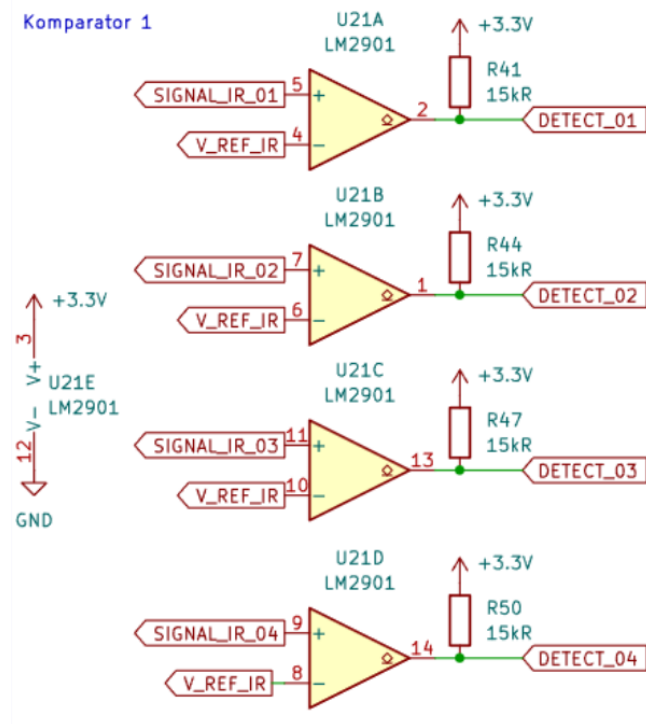 Komparator 1
U21A
LM2901
+3.3V
R41
15kR
SIGNAL_IR_01
5
+
2
DETECT_01
V_REF_IR
4
-
U21B
LM2901
+3.3V
R44
15kR
SIGNAL_IR_02
7
+
1
DETECT_02
V_REF_IR
6
-
+3.3V
3
V+
U21E
LM2901
V-
12
GND
U21C
LM2901
+3.3V
R47
15kR
SIGNAL_IR_03
11
+
13
DETECT_03
V_REF_IR
10
-
U21D
LM2901
+3.3V
R50
15kR
SIGNAL_IR_04
9
+
14
DETECT_04
V_REF_IR
8
-